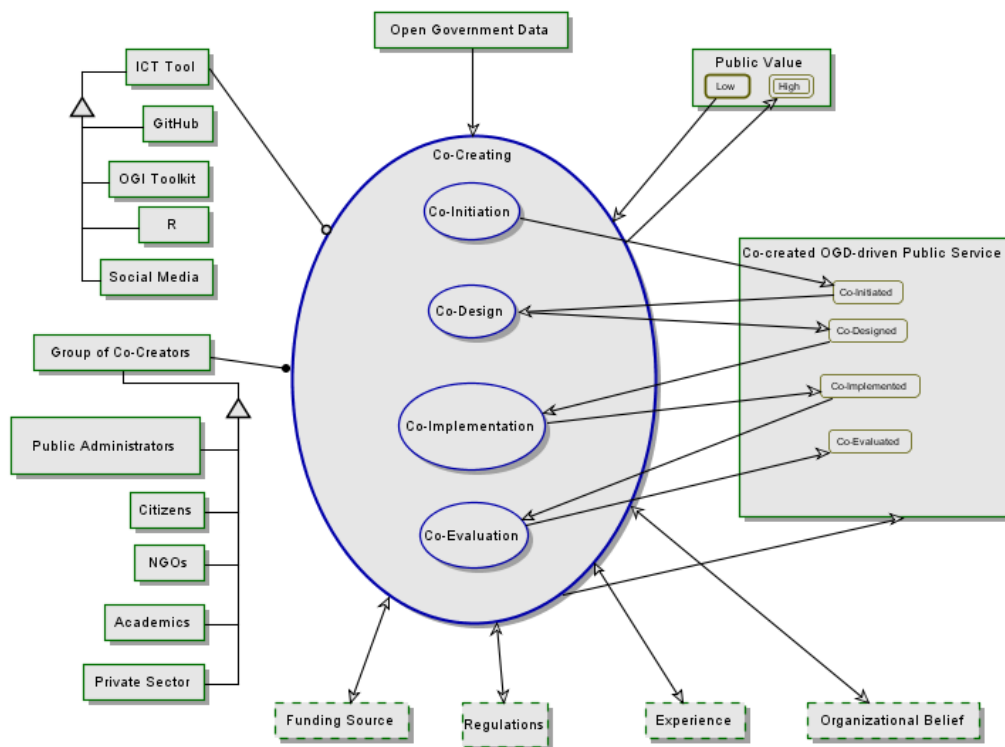 Open Government Data
ICT Tool
GitHub
OGI Toolkit
R
Social Media
Public Value
Low
High
Co-Creating
Co-Initiation
Co-Design
Co-Implementation
Co-Evaluation
Co-created OGD-driven Public Service
Co-Initiated
Co-Designed
Co-Implemented
Co-Evaluated
Group of Co-Creators
Public Administrators
Citizens
NGOs
Academics
Private Sector
Funding Source
Regulations
Experience
Organizational Belief